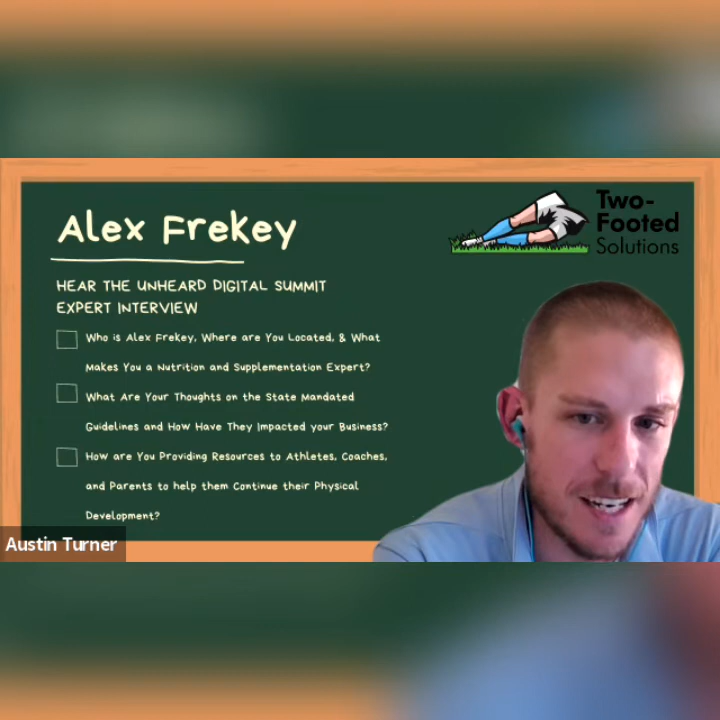 Alex Frekey
Two-
Footed
Solutions
HEAR THE UNHEARD DIGITAL SUMMIT
EXPERT INTERVIEW
Who is Alex Frekey, Where are You Located, & What
Makes You a Nutrition and Supplementation Expert?
What Are Your Thoughts on the State Mandated
Guidelines and How Have They Impacted your Business?
How are You Providing Resources to Athletes, Coaches,
and Parents to help them Continue their Physical
Development?
Austin Turner